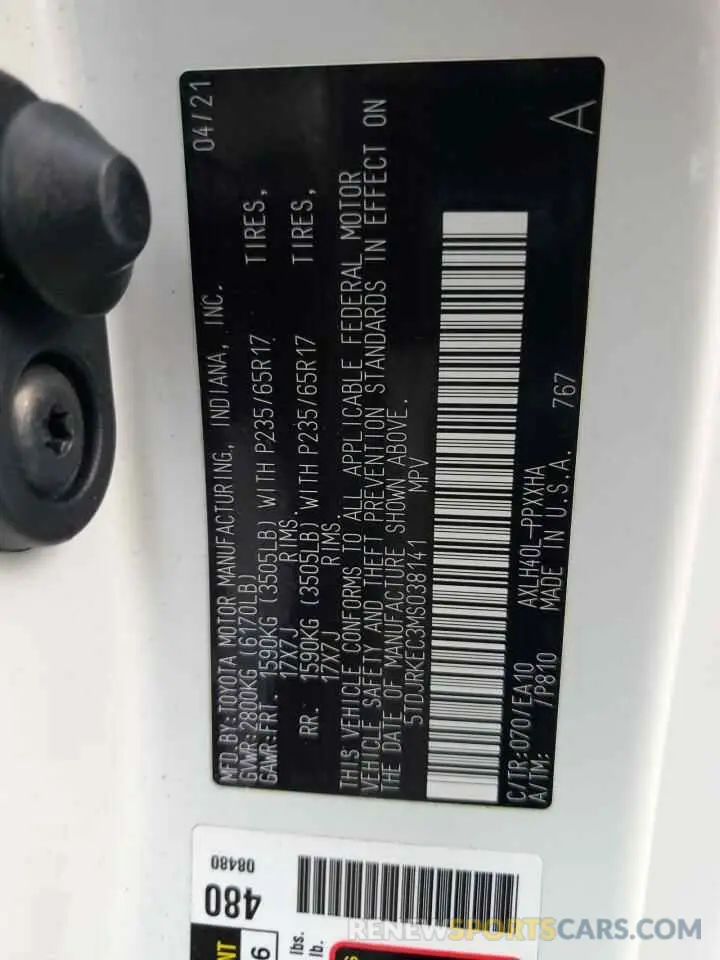 MFD BY:TOYOTA MOTOR MANUFACTURING, INDIANA, INC. 04/21
GVWR:2800KG (6170LB)
GAWR:FRT 1590KG (3505LB) WITH P235/65R17 TIRES,
17X7J RIMS.
RR: 1590KG (3505LB) WITH P235/65R17 TIRES,
17X7J RIMS
THIS VEHICLE CONFORMS TO ALL APPLICABLE FEDERAL MOTOR
VEHICLE SAFETY AND THEFT PREVENTION STANDARDS IN EFFECT ON
THE DATE OF MANUFACTURE SHOWN ABOVE.
5TDJRKEC3MS038141 MPV
C/TR:070/EA10 AXLH40L-PPXXHA
A/TM: /P810 MADE IN U.S.A. 767
A
480
08480
NT
6
lbs.
lb.
RENEWSPORTSCARS.COM